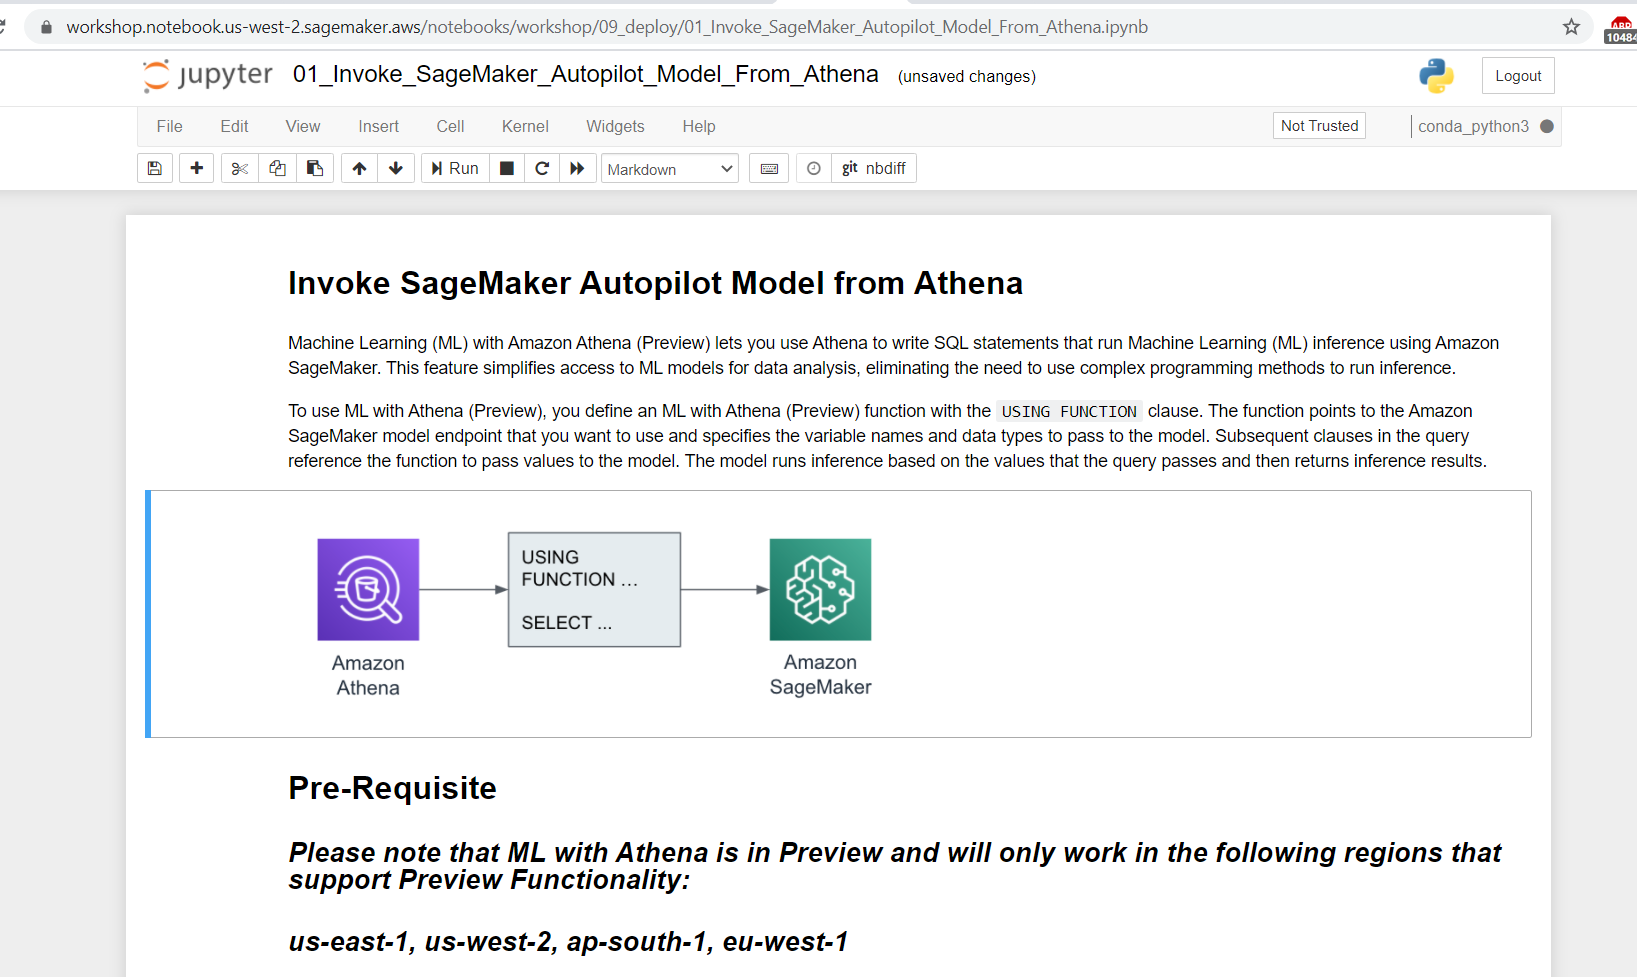 workshop.notebook.us-west-2.sagemaker.aws/notebooks/workshop/09_deploy/01_Invoke_SageMaker_Autopilot_Model_From_Athena.ipynb
ABP
10484
jupyter 01_Invoke_SageMaker_Autopilot_Model_From_Athena (unsaved changes)
Logout
File Edit View Insert Cell Kernel Widgets Help
Not Trusted
conda_python3
Run
Markdown
git nbdiff
Invoke SageMaker Autopilot Model from Athena
Machine Learning (ML) with Amazon Athena (Preview) lets you use Athena to write SQL statements that run Machine Learning (ML) inference using Amazon
SageMaker. This feature simplifies access to ML models for data analysis, eliminating the need to use complex programming methods to run inference.
To use ML with Athena (Preview), you define an ML with Athena (Preview) function with the USING FUNCTION clause. The function points to the Amazon
SageMaker model endpoint that you want to use and specifies the variable names and data types to pass to the model. Subsequent clauses in the query
reference the function to pass values to the model. The model runs inference based on the values that the query passes and then returns inference results.
USING
FUNCTION ...
SELECT ...
Amazon
Athena
Amazon
SageMaker
Pre-Requisite
Please note that ML with Athena is in Preview and will only work in the following regions that
support Preview Functionality:
us-east-1, us-west-2, ap-south-1, eu-west-1